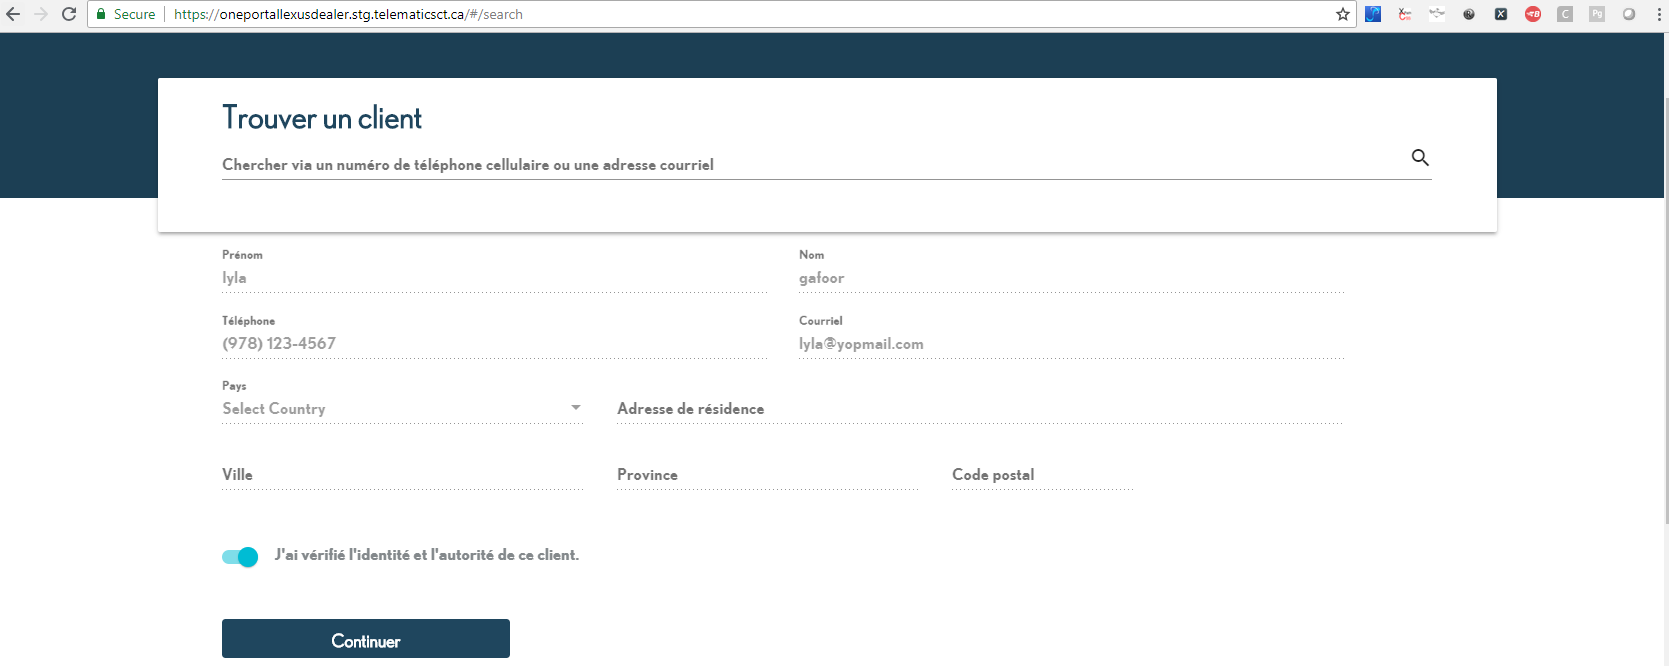 Secure https://oneportallexusdealer.stg.telematicsct.ca/#/search
Trouver un client
Chercher via un numéro de téléphone cellulaire ou une adresse courriel
Prénom Nom
lyla gafoor
Téléphone Courriel
(978) 123-4567 lyla@yopmail.com
Pays
Select Country Adresse de résidence
Ville Province Code postal
J'ai vérifié l'identité et l'autorité de ce client.
Continuer